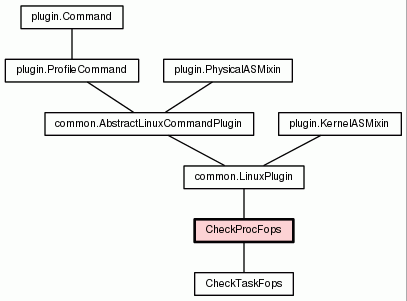 plugin.Command
plugin.ProfileCommand
plugin.PhysicalASMixin
common.AbstractLinuxCommandPlugin
plugin.KernelASMixin
common.LinuxPlugin
CheckProcFops
CheckTaskFops